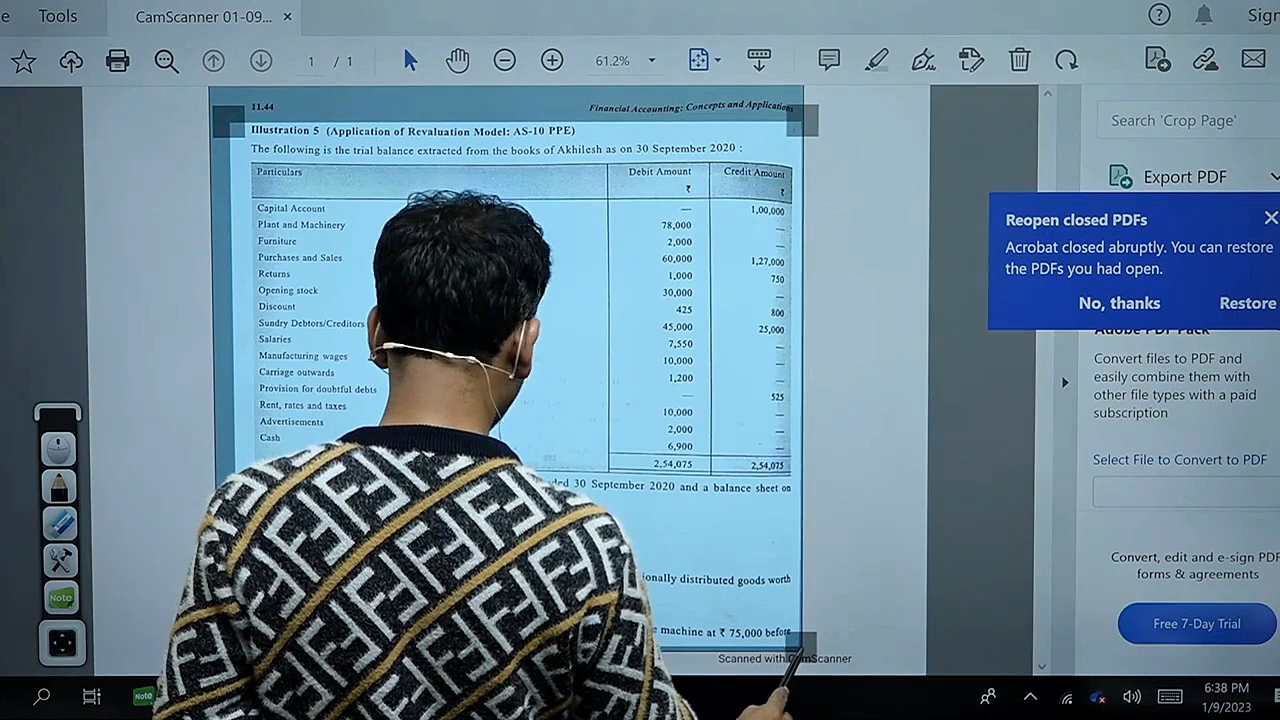 Tools
CamScanner 01-09... ×
Sign
1 / 1
61.2%
11.44
Financial Accounting: Concepts and Applications
Illustration 5 (Application of Revaluation Model: AS-10 PPE)
The following is the trial balance extracted from the books of Akhilesh as on 30 September 2020 :
Particulars Debit Amount Credit Amount
₹ ₹
Capital Account — 1,00,000
Plant and Machinery 78,000 —
Furniture 2,000 —
Purchases and Sales 60,000 1,27,000
Returns 1,000 750
Opening stock 30,000 —
Discount 425 800
Sundry Debtors/Creditors 45,000 25,000
Salaries 7,550 —
Manufacturing wages 10,000 —
Carriage outwards 1,200 —
Provision for doubtful debts — 525
Rent, rates and taxes 10,000 —
Advertisements 2,000 —
Cash 6,900 —
2,54,075 2,54,075
30 September 2020 and a balance sheet on
distributed goods worth
machine at ₹ 75,000 before
Scanned with CamScanner
Search 'Crop Page'
Export PDF
Reopen closed PDFs
Acrobat closed abruptly. You can restore
the PDFs you had open.
No, thanks Restore
Adobe PDF Pack
Convert files to PDF and
easily combine them with
other file types with a paid
subscription
Select File to Convert to PDF
Convert, edit and e-sign PDF
forms & agreements
Free 7-Day Trial
Note
Note
6:38 PM
1/9/2023